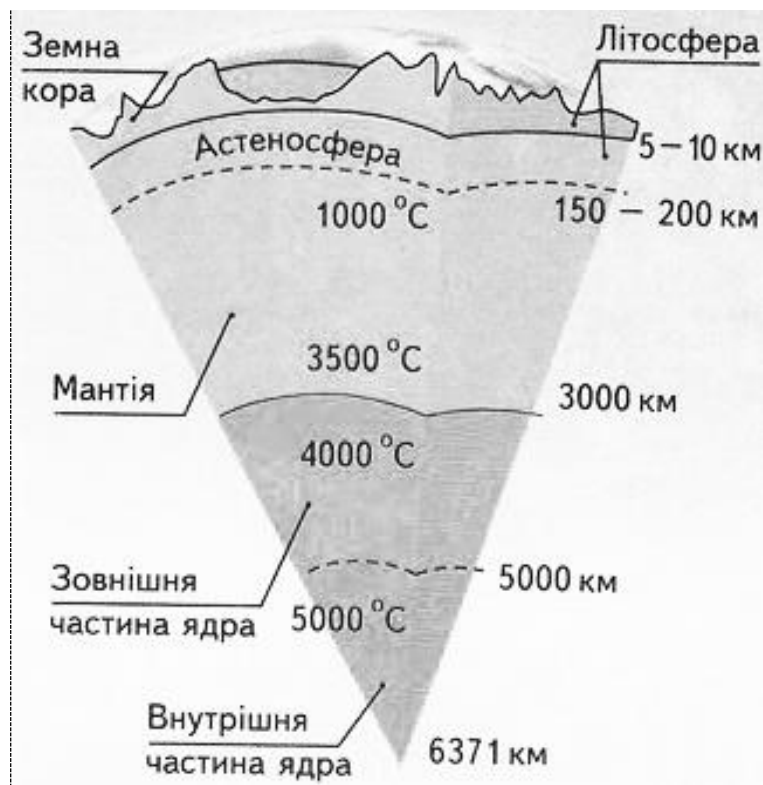 Земна
кора
Літосфера
Астеносфера
5–10 км
1000 °C
150 – 200 км
3500 °C
Мантія
3000 км
4000 °C
Зовнішня
частина ядра
5000 км
5000 °C
Внутрішня
частина ядра
6371 км